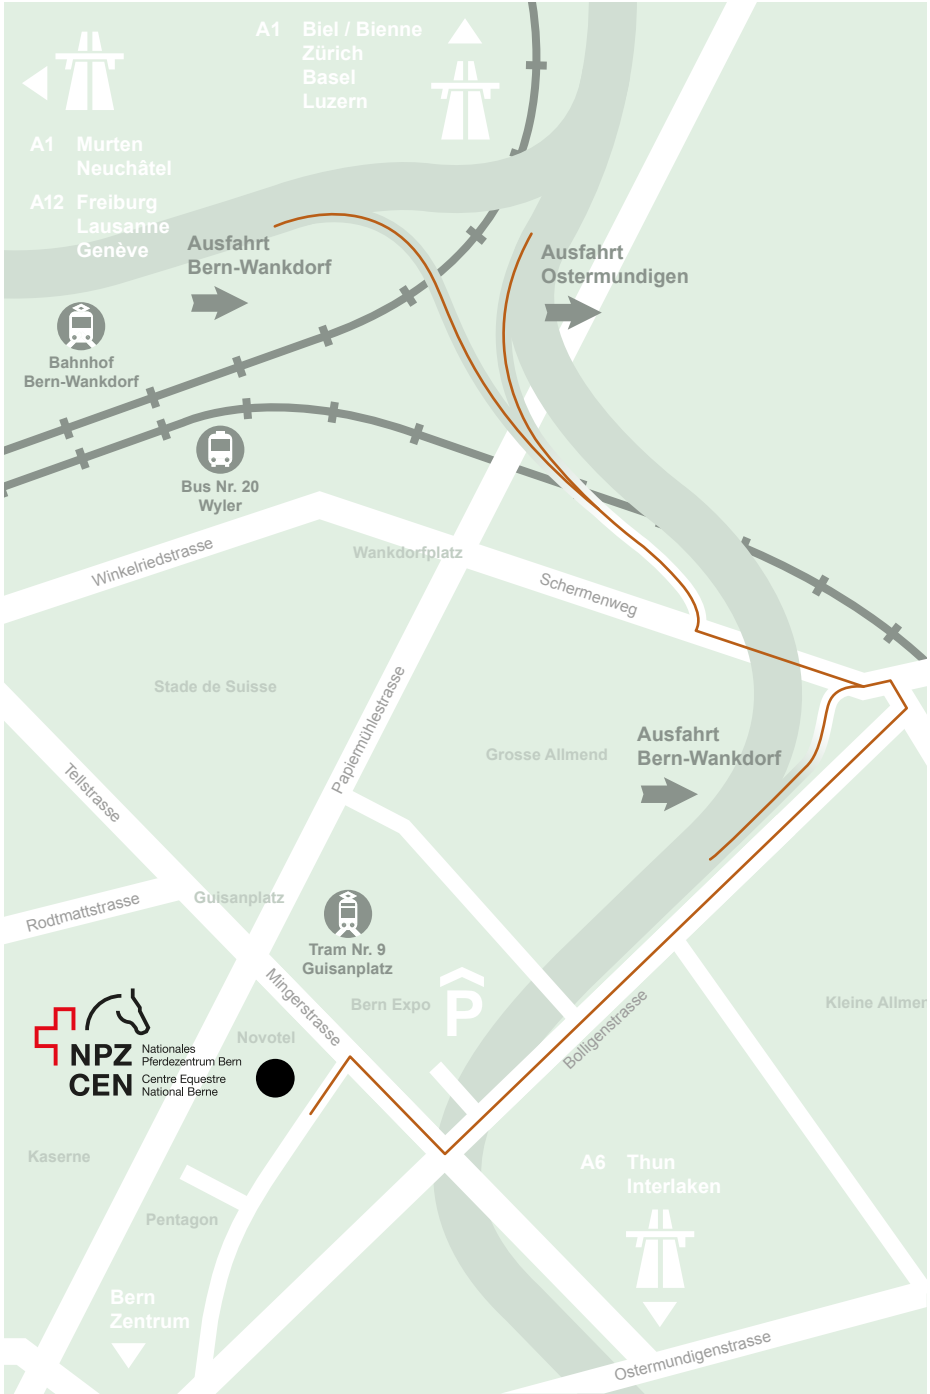 A1 Biel / Bienne
Zürich
Basel
Luzern
A1 Murten
Neuchâtel
A12 Freiburg
Lausanne
Genève
Ausfahrt
Bern-Wankdorf
Ausfahrt
Ostermundigen
Bahnhof
Bern-Wankdorf
Bus Nr. 20
Wyler
Winkelriedstrasse
Wankdorfplatz
Schermenweg
Stade de Suisse
Papiermühlestrasse
Grosse Allmend
Ausfahrt
Bern-Wankdorf
Tellstrasse
Rodtmattstrasse
Guisanplatz
Tram Nr. 9
Guisanplatz
Mingerstrasse
Bern Expo
P
Bolligenstrasse
Kleine Allmen
Novotel
NPZ
CEN
Nationales
Pferdezentrum Bern
Centre Equestre
National Berne
Kaserne
Pentagon
A6 Thun
Interlaken
Bern
Zentrum
Ostermundigenstrasse